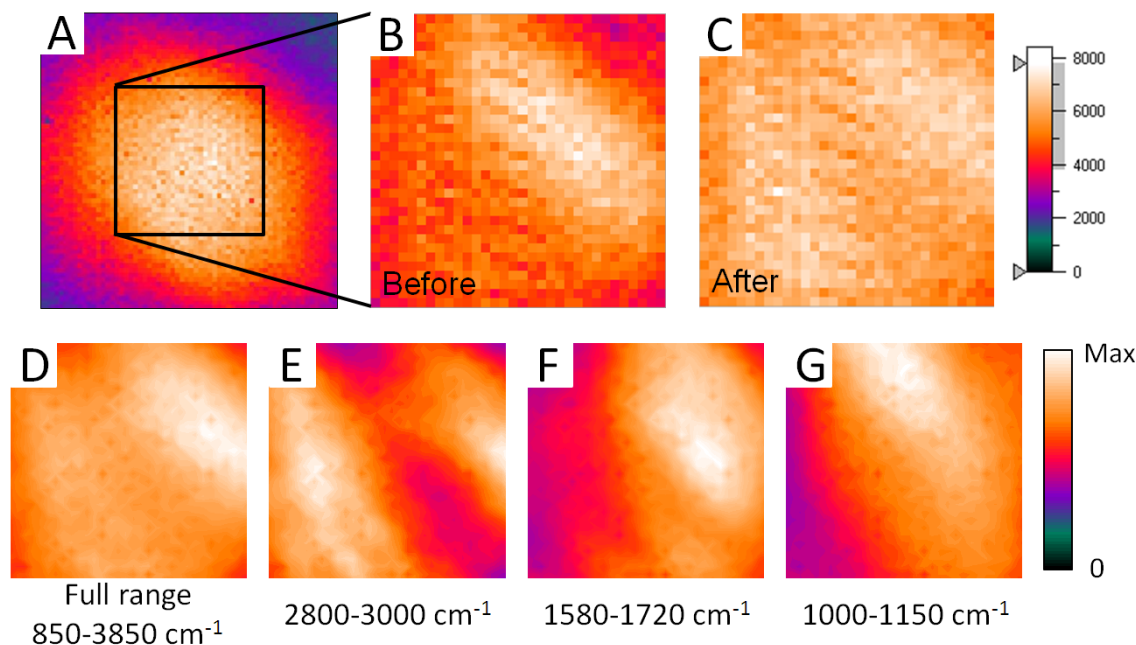 A
B
C
Before
After
8000
6000
4000
2000
0
D
E
F
G
Max
0
Full range
850-3850 cm⁻¹
2800-3000 cm⁻¹
1580-1720 cm⁻¹
1000-1150 cm⁻¹